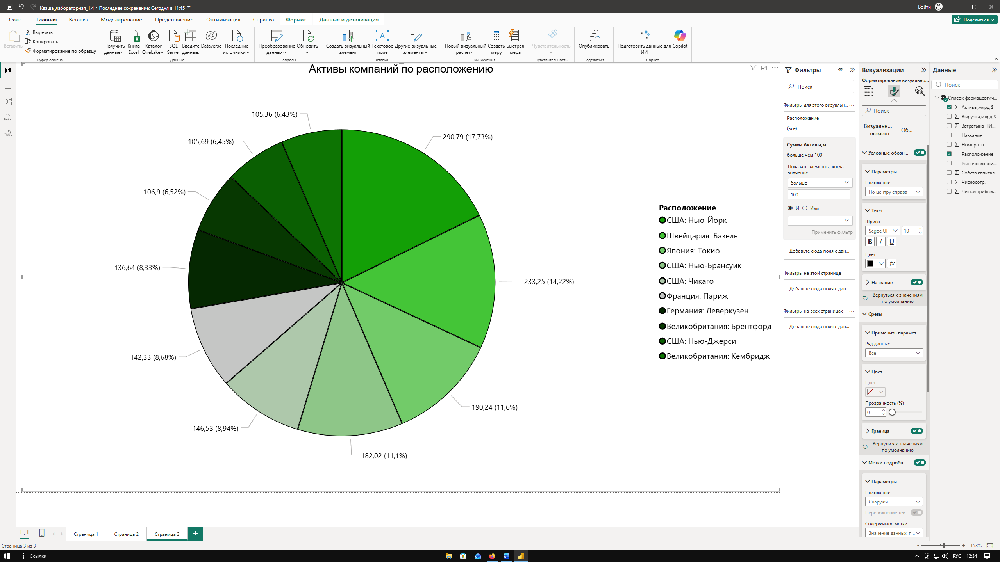 Кваша_лабораторная_1.4 • Последнее сохранение: Сегодня в 11:45
Войти
Файл Главная Вставка Моделирование Представление Оптимизация Справка Формат Данные и детализация
Поделиться
Вставить
Вырезать
Копировать
Форматирование по образцу
Буфер обмена
Получить данные
Книга Excel
Каталог OneLake
SQL Server
Введите данные.
Dataverse
Последние источники
Данные
Преобразование данных
Обновить
Запросы
Создать визуальный элемент
Текстовое поле
Другие визуальные элементы
Вставка
Новый визуальный расчет
Создать меру
Быстрая мера
Вычисления
Чувствительность
Чувствительность
Опубликовать
Поделиться
Подготовить данные для ИИ
Copilot
Copilot
DAX
TMDL
Активы компаний по расположению
105,36 (6,43%)
290,79 (17,73%)
105,69 (6,45%)
106,9 (6,52%)
136,64 (8,33%)
233,25 (14,22%)
142,33 (8,68%)
190,24 (11,6%)
146,53 (8,94%)
182,02 (11,1%)
Расположение
США: Нью-Йорк
Швейцария: Базель
Япония: Токио
США: Нью-Брансуик
США: Чикаго
Франция: Париж
Германия: Леверкузен
Великобритания: Брентфорд
США: Нью-Джерси
Великобритания: Кембридж
Фильтры
Поиск
Фильтры для этого визуальн... ...
Расположение
(все)
Сумма Активы,м...
больше чем 100
Показать элементы, когда
значение
больше
100
И Или
Применить фильтр
Добавьте сюда поля с дан...
Фильтры на этой странице ...
Добавьте сюда поля с дан...
Фильтры на всех страницах ...
Добавьте сюда поля с дан...
Визуализации
Форматирование визуально...
Поиск
Визуальн... элемент
Об...
...
Условные обозн...
Параметры
Положение
По центру справа
Текст
Шрифт
Segoe UI 10
B I U
Цвет
fx
Название
Вернуться к значениям
по умолчанию
Срезы
Применить парамет...
Ряд данных
Все
Цвет
Цвет
Прозрачность (%)
0
Граница
Вернуться к значениям
по умолчанию
Метки подробн...
Параметры
Положение
Снаружи
Переполнение тек...
Содержимое метки
Значение данных, п...
Данные
Поиск
Список фармацевтич...
Активы,млрд $
Выручка,млрд $
Затратына НИ...
Название
Номерп. п.
Расположение
Рыночнаякапи...
Собств.капитал...
Числосотр.
Чистаяприбыл...
Страница 1 Страница 2 Страница 3 +
Страница 3 из 3
- + 153%
Ссылки
РУС 12:34